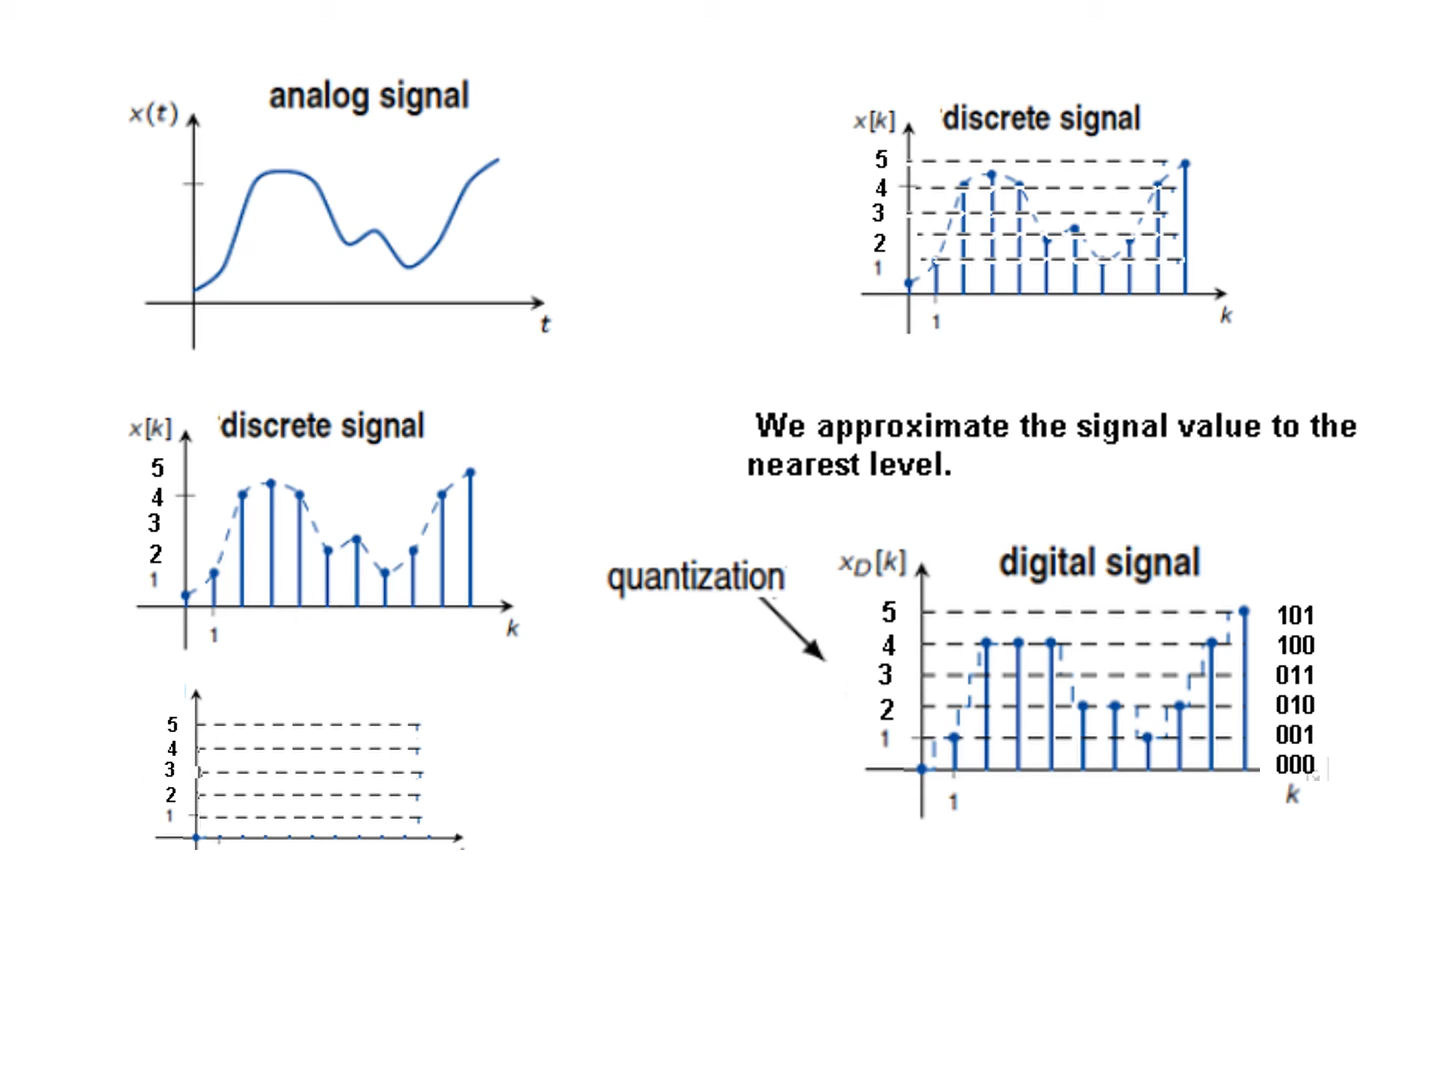 analog signal
x(t)
t
discrete signal
x[k]
5
4
3
2
1
1
k
discrete signal
x[k]
5
4
3
2
1
1
k
We approximate the signal value to the
nearest level.
quantization
digital signal
xD[k]
5 101
4 100
3 011
2 010
1 001
000
1
k
5
4
3
2
1